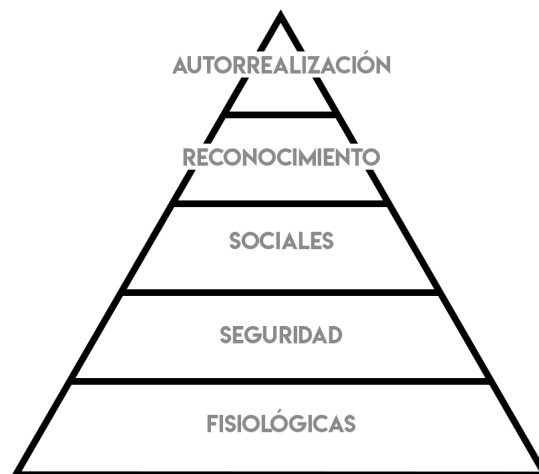 AUTORREALIZACIÓN
RECONOCIMIENTO
SOCIALES
SEGURIDAD
FISIOLÓGICAS